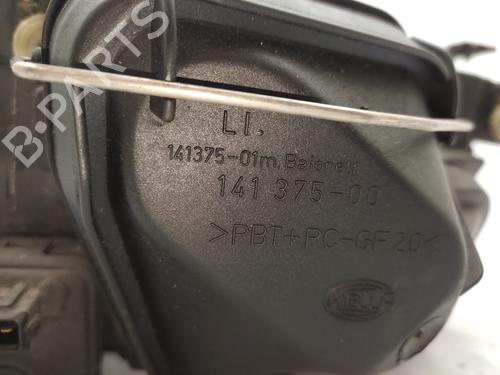 B-PARTS
LI.
141375-01m. Bajonett
141 375-00
>PBT+PC-GF20<
HELLA